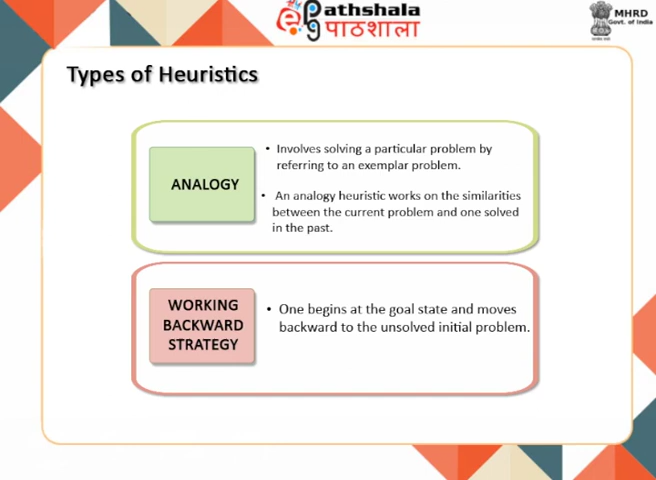 Pathshala
पाठशाला
MHRD
Govt. of India
Types of Heuristics
ANALOGY
• Involves solving a particular problem by
referring to an exemplar problem.
• An analogy heuristic works on the similarities
between the current problem and one solved
in the past.
WORKING
BACKWARD
STRATEGY
• One begins at the goal state and moves
backward to the unsolved initial problem.